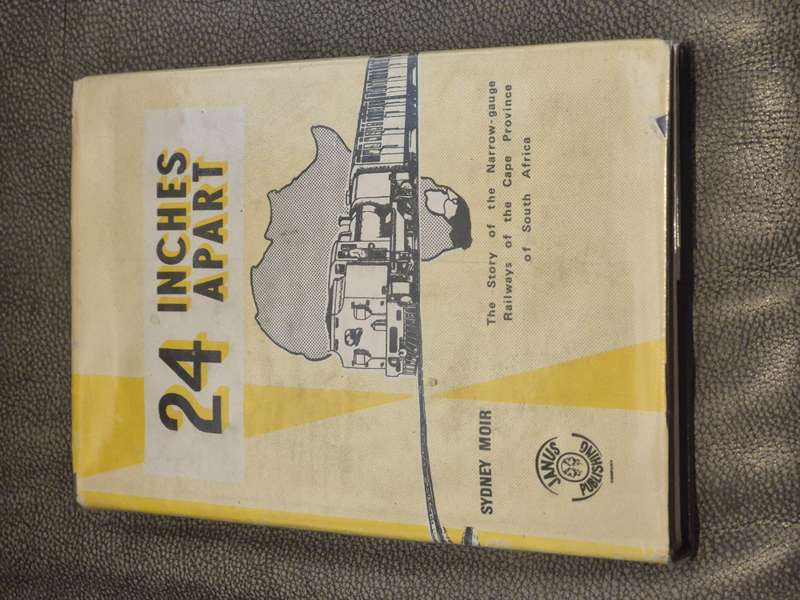 24 INCHES
APART
The Story of the Narrow-gauge
Railways of the Cape Province
of South Africa
SYDNEY MOIR
JANUS
PUBLISHING
COMPANY